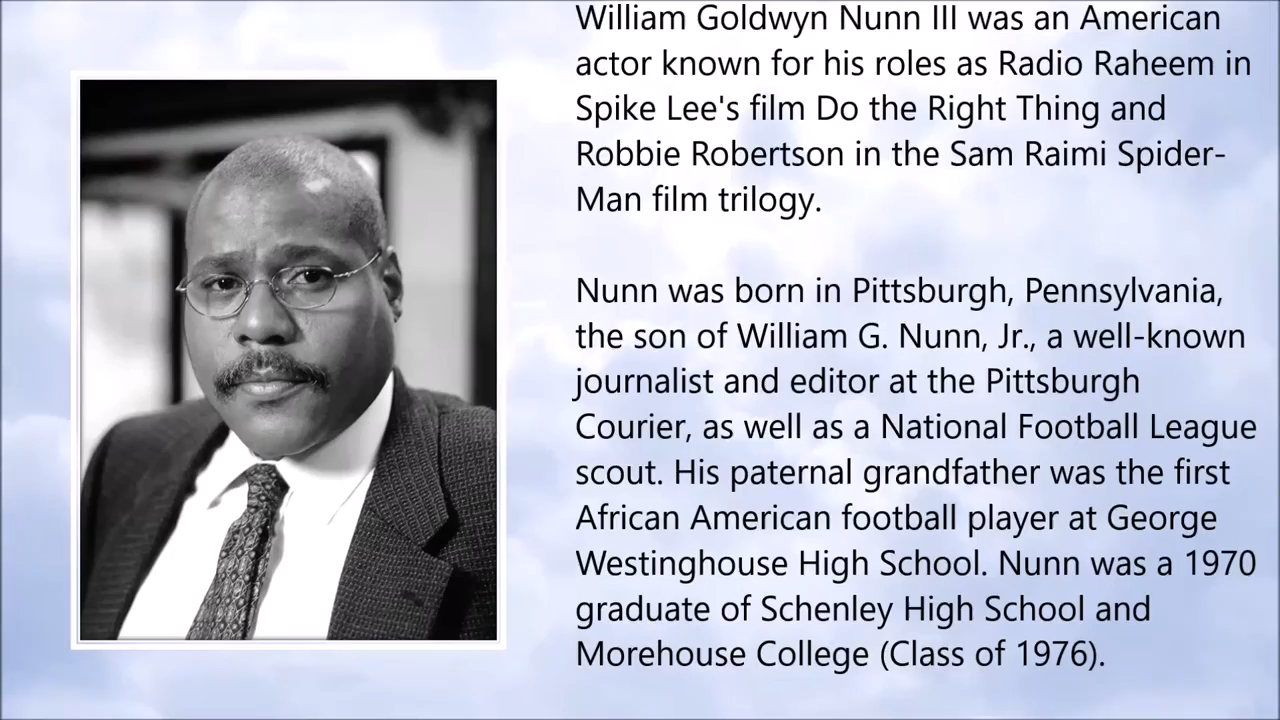 William Goldwyn Nunn III was an American
actor known for his roles as Radio Raheem in
Spike Lee's film Do the Right Thing and
Robbie Robertson in the Sam Raimi Spider-
Man film trilogy.
Nunn was born in Pittsburgh, Pennsylvania,
the son of William G. Nunn, Jr., a well-known
journalist and editor at the Pittsburgh
Courier, as well as a National Football League
scout. His paternal grandfather was the first
African American football player at George
Westinghouse High School. Nunn was a 1970
graduate of Schenley High School and
Morehouse College (Class of 1976).